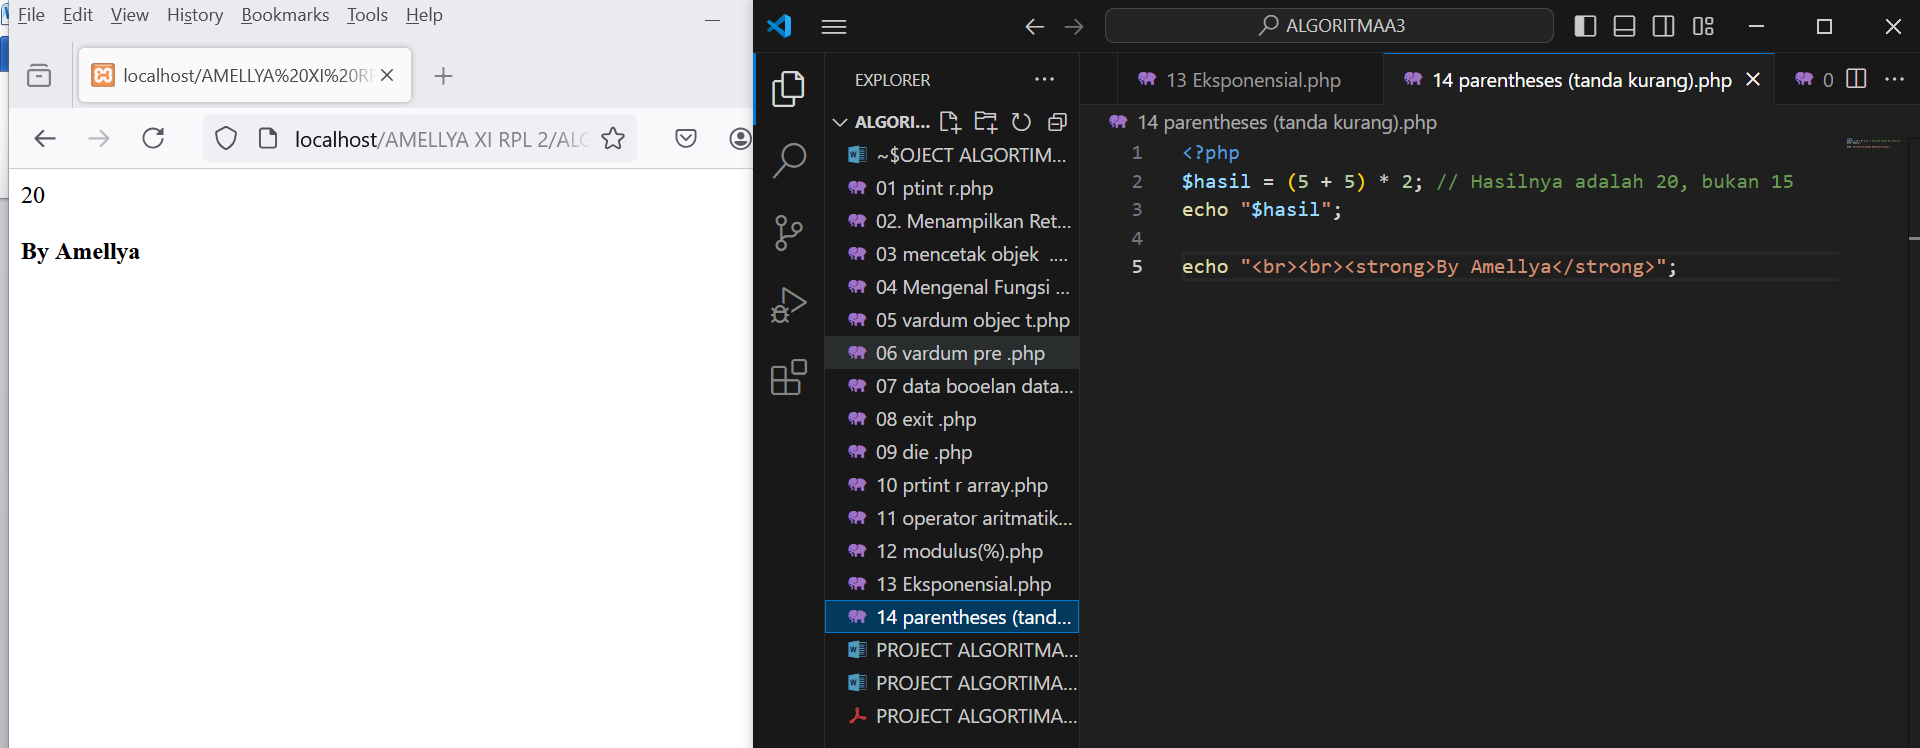 File Edit View History Bookmarks Tools Help
localhost/AMELLYA%20XI%20RP
localhost/AMELLYA XI RPL 2/ALG
20
By Amellya
ALGORITMAA3
EXPLORER
ALGORI...
~$OJECT ALGORTIM...
01 ptint r.php
02. Menampilkan Ret...
03 mencetak objek ....
04 Mengenal Fungsi ...
05 vardum objec t.php
06 vardum pre .php
07 data booelan data...
08 exit .php
09 die .php
10 prtint r array.php
11 operator aritmatik...
12 modulus(%).php
13 Eksponensial.php
14 parentheses (tand...
PROJECT ALGORITMA...
PROJECT ALGORTIMA...
PROJECT ALGORTIMA...
13 Eksponensial.php
14 parentheses (tanda kurang).php
0
14 parentheses (tanda kurang).php
1 <?php
2 $hasil = (5 + 5) * 2; // Hasilnya adalah 20, bukan 15
3 echo "$hasil";
4
5 echo "<br><br><strong>By Amellya</strong>";